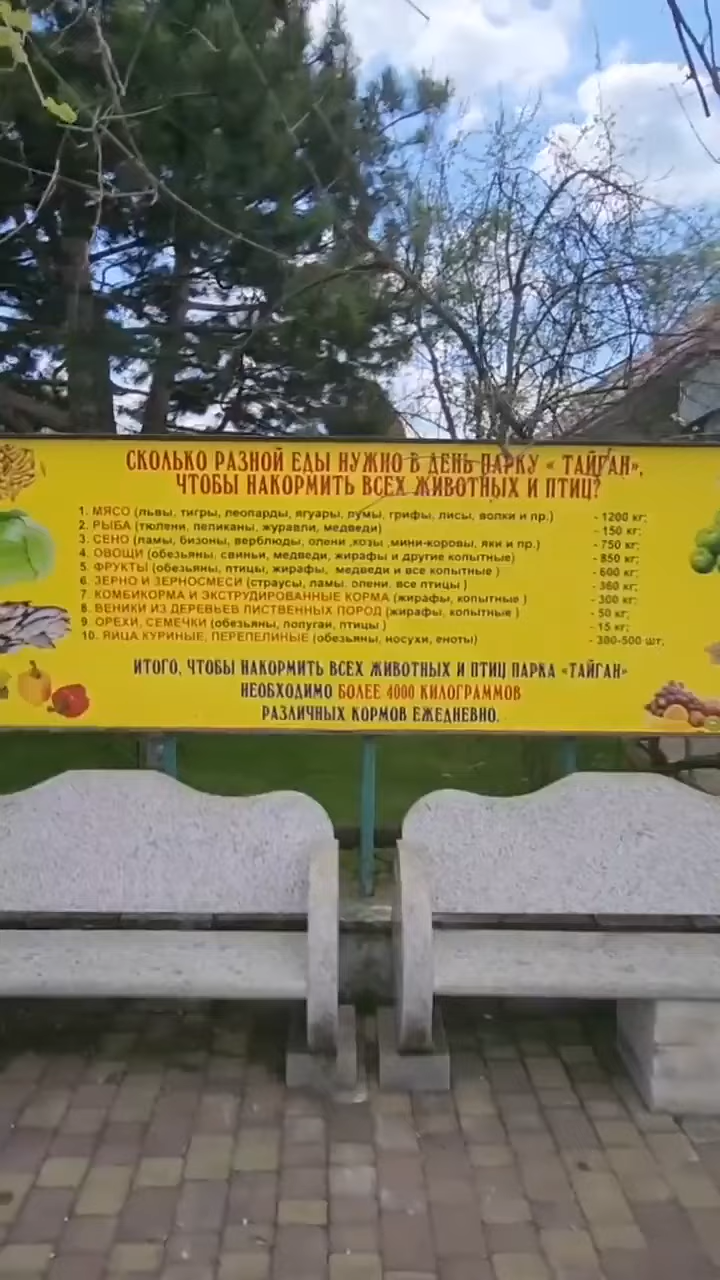 СКОЛЬКО РАЗНОЙ ЕДЫ НУЖНО В ДЕНЬ ПАРКУ « ТАЙГАН»,
ЧТОБЫ НАКОРМИТЬ ВСЕХ ЖИВОТНЫХ И ПТИЦ?
1. МЯСО (львы, тигры, леопарды, ягуары, пумы, грифы, лисы, волки и пр.) - 1200 кг;
2. РЫБА (тюлени, пеликаны, журавли, медведи) - 150 кг;
3. СЕНО (ламы, бизоны, верблюды, олени ,козы ,мини-коровы, яки и пр.) - 750 кг;
4. ОВОЩИ (обезьяны, свиньи, медведи, жирафы и другие копытные) - 850 кг;
5. ФРУКТЫ (обезьяны, птицы, жирафы, медведи и все копытные ) - 600 кг;
6. ЗЕРНО И ЗЕРНОСМЕСИ (страусы, ламы, олени, все птицы ) - 360 кг;
7. КОМБИКОРМА И ЭКСТРУДИРОВАННЫЕ КОРМА (жирафы, копытные ) - 300 кг;
8. ВЕНИКИ ИЗ ДЕРЕВЬЕВ ЛИСТВЕННЫХ ПОРОД (жирафы, копытные ) - 50 кг;
9. ОРЕХИ, СЕМЕЧКИ (обезьяны, попугаи, птицы ) - 15 кг;
10. ЯЙЦА КУРИНЫЕ, ПЕРЕПЕЛИНЫЕ (обезьяны, носухи, еноты) - 300-500 шт,
ИТОГО, ЧТОБЫ НАКОРМИТЬ ВСЕХ ЖИВОТНЫХ И ПТИЦ ПАРКА «ТАЙГАН»
НЕОБХОДИМО БОЛЕЕ 4000 КИЛОГРАММОВ
РАЗЛИЧНЫХ КОРМОВ ЕЖЕДНЕВНО.